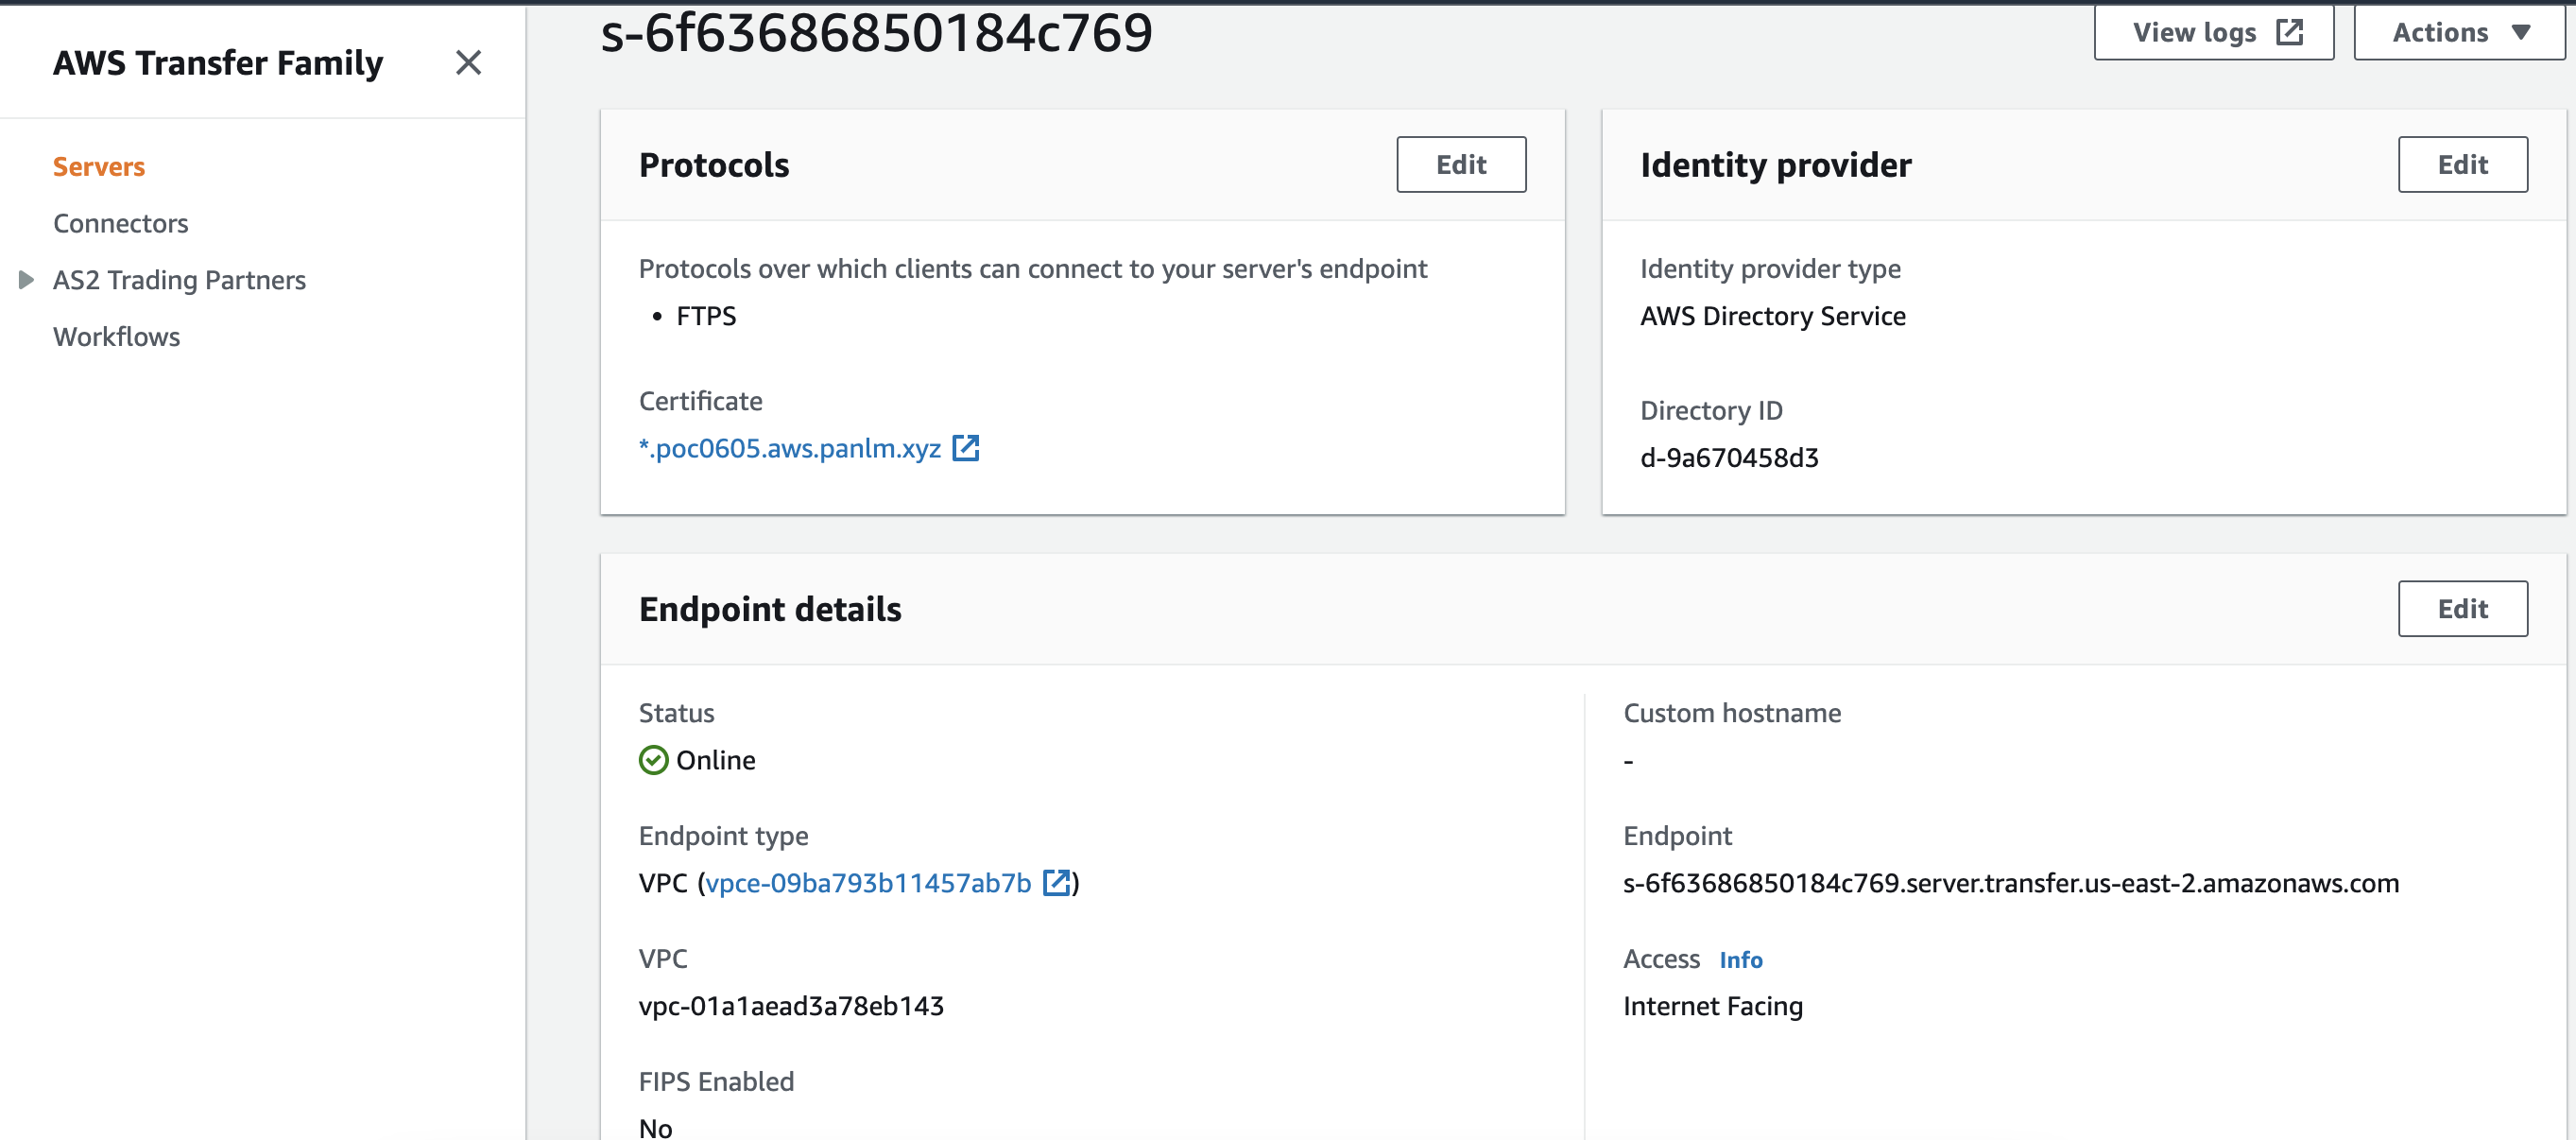 AWS Transfer Family
Servers
Connectors
AS2 Trading Partners
Workflows
s-6f63686850184c769
View logs
Actions
Protocols
Edit
Protocols over which clients can connect to your server's endpoint
FTPS
Certificate
*.poc0605.aws.panlm.xyz
Identity provider
Edit
Identity provider type
AWS Directory Service
Directory ID
d-9a670458d3
Endpoint details
Edit
Status
Online
Endpoint type
VPC (vpce-09ba793b11457ab7b)
VPC
vpc-01a1aead3a78eb143
FIPS Enabled
No
Custom hostname
-
Endpoint
s-6f63686850184c769.server.transfer.us-east-2.amazonaws.com
Access Info
Internet Facing